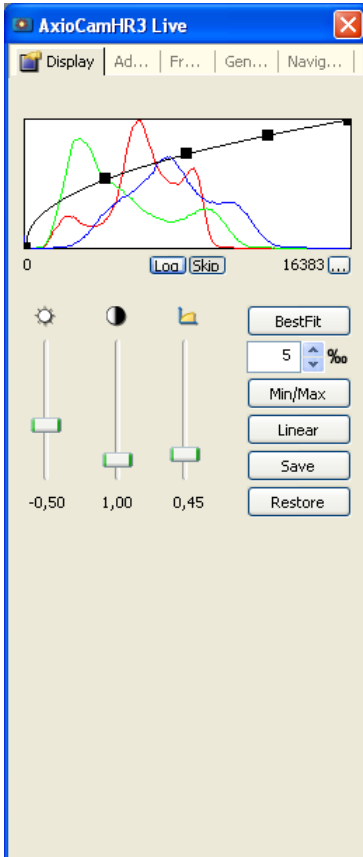 AxioCamHR3 Live
Display Ad... Fr... Gen... Navig...
0 Log Skip 16383 ...
BestFit
5 ‰
Min/Max
Linear
Save
-0,50 1,00 0,45 Restore